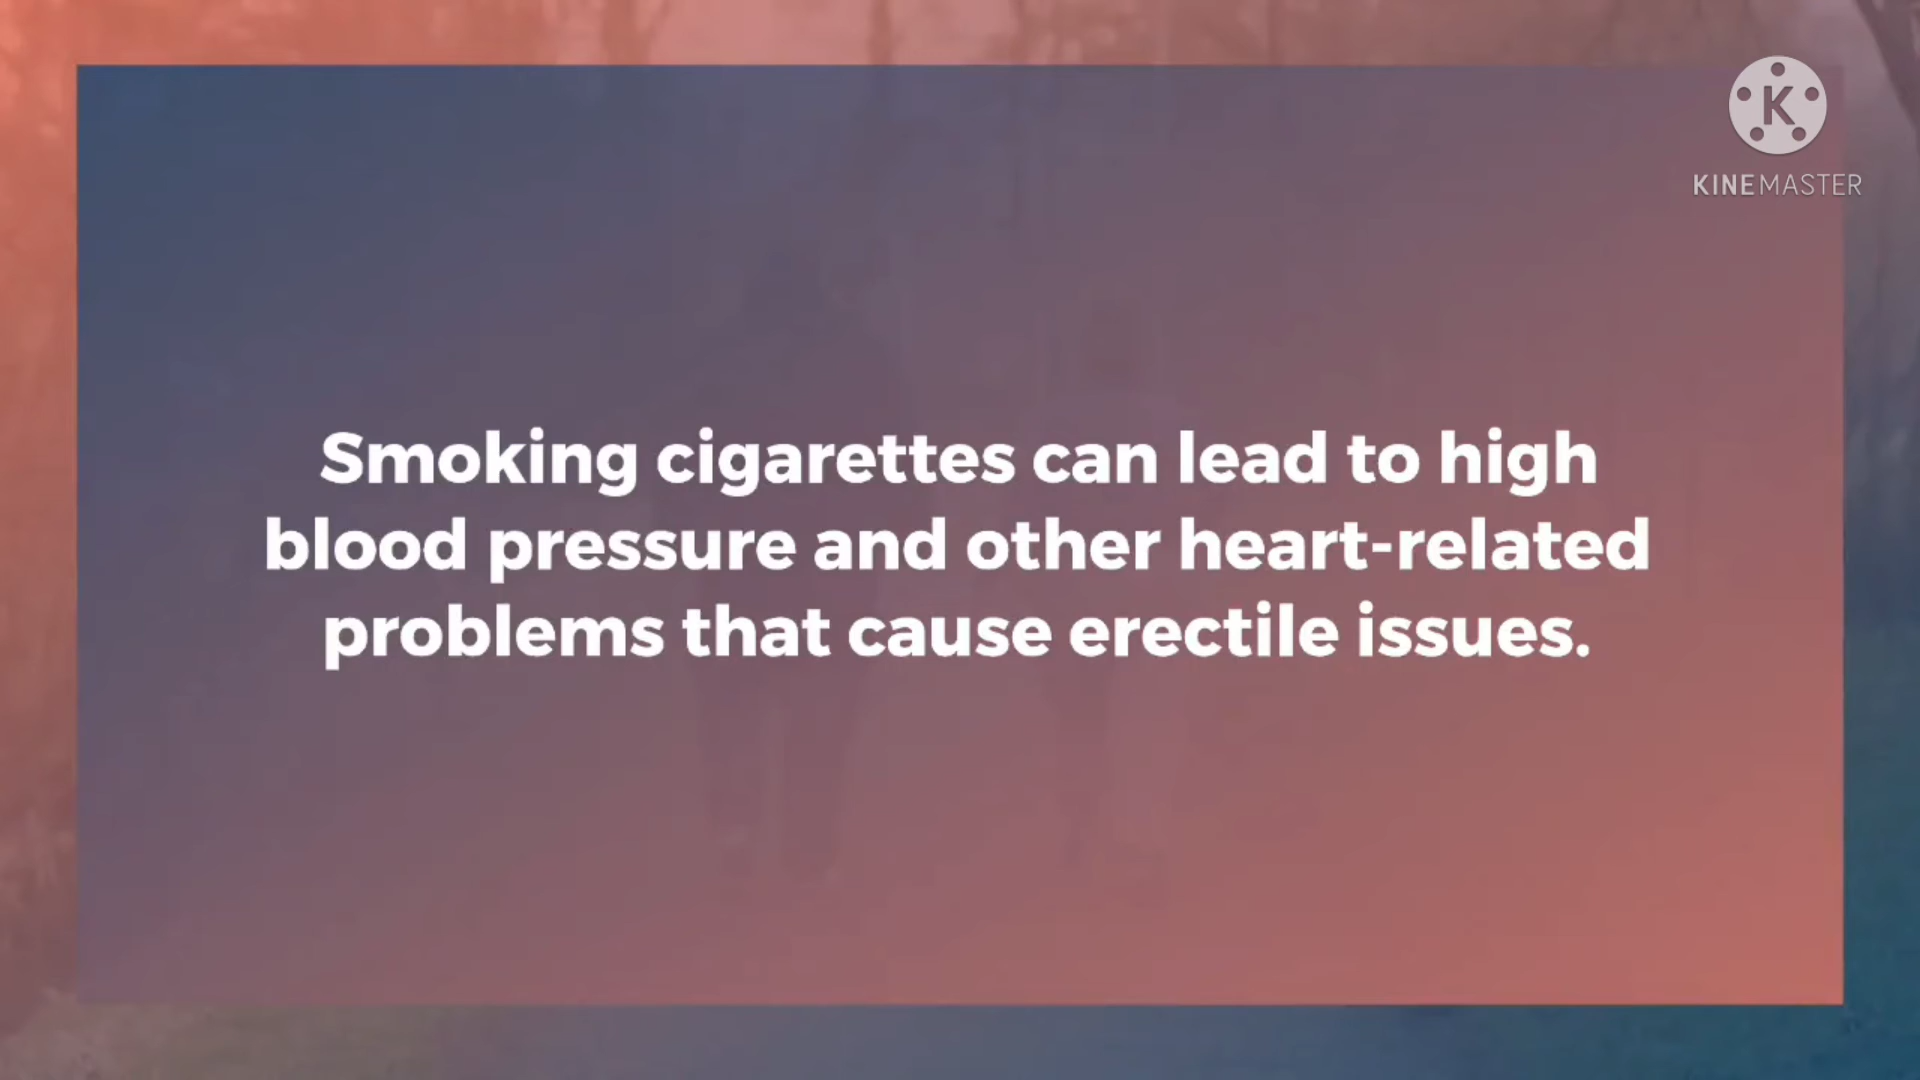 K
KINEMASTER
Smoking cigarettes can lead to high
blood pressure and other heart-related
problems that cause erectile issues.